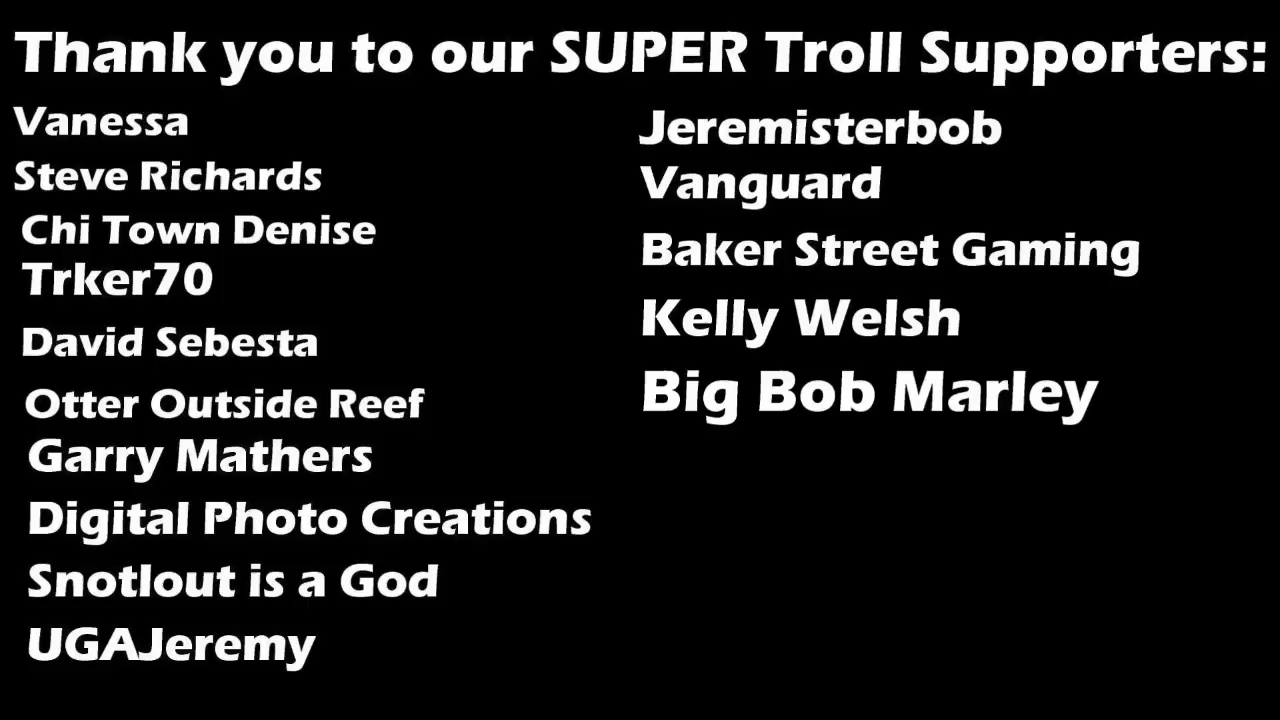 Thank you to our SUPER Troll Supporters:
Vanessa
Steve Richards
Chi Town Denise
Trker70
David Sebesta
Otter Outside Reef
Garry Mathers
Digital Photo Creations
Snotlout is a God
UGAJeremy
Jeremisterbob
Vanguard
Baker Street Gaming
Kelly Welsh
Big Bob Marley